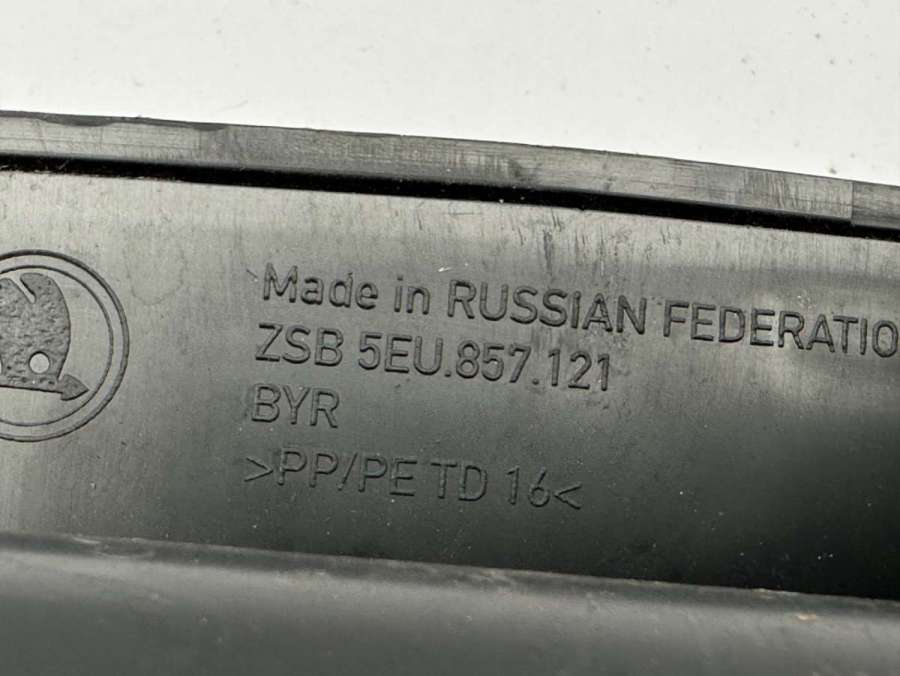 Made in RUSSIAN FEDERATIO
ZSB 5EU.857.121
BYR
>PP/PE TD 16<